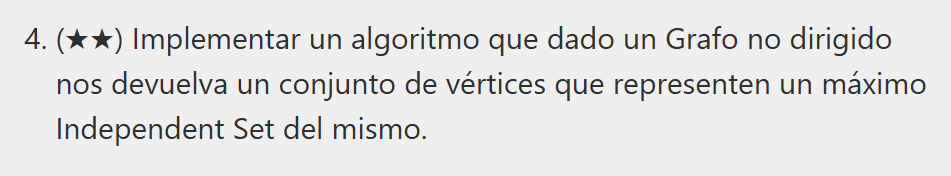 4. (★★) Implementar un algoritmo que dado un Grafo no dirigido
nos devuelva un conjunto de vértices que representen un máximo
Independent Set del mismo.